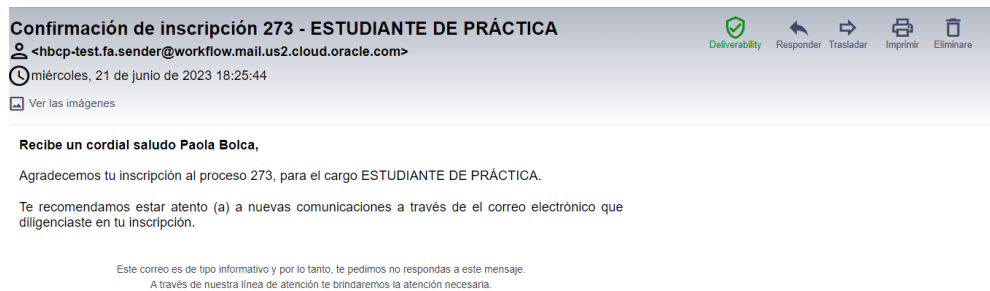 Confirmación de inscripción 273 - ESTUDIANTE DE PRÁCTICA
<hbcp-test.fa.sender@workflow.mail.us2.cloud.oracle.com>
miércoles, 21 de junio de 2023 18:25:44
Ver las imágenes
Deliverability Responder Trasladar Imprimir Eliminare
Recibe un cordial saludo Paola Bolca,
Agradecemos tu inscripción al proceso 273, para el cargo ESTUDIANTE DE PRÁCTICA.
Te recomendamos estar atento (a) a nuevas comunicaciones a través de el correo electrónico que
diligenciaste en tu inscripción.
Este correo es de tipo informativo y por lo tanto, te pedimos no respondas a este mensaje.
A través de nuestra línea de atención te brindaremos la atención necesaria.